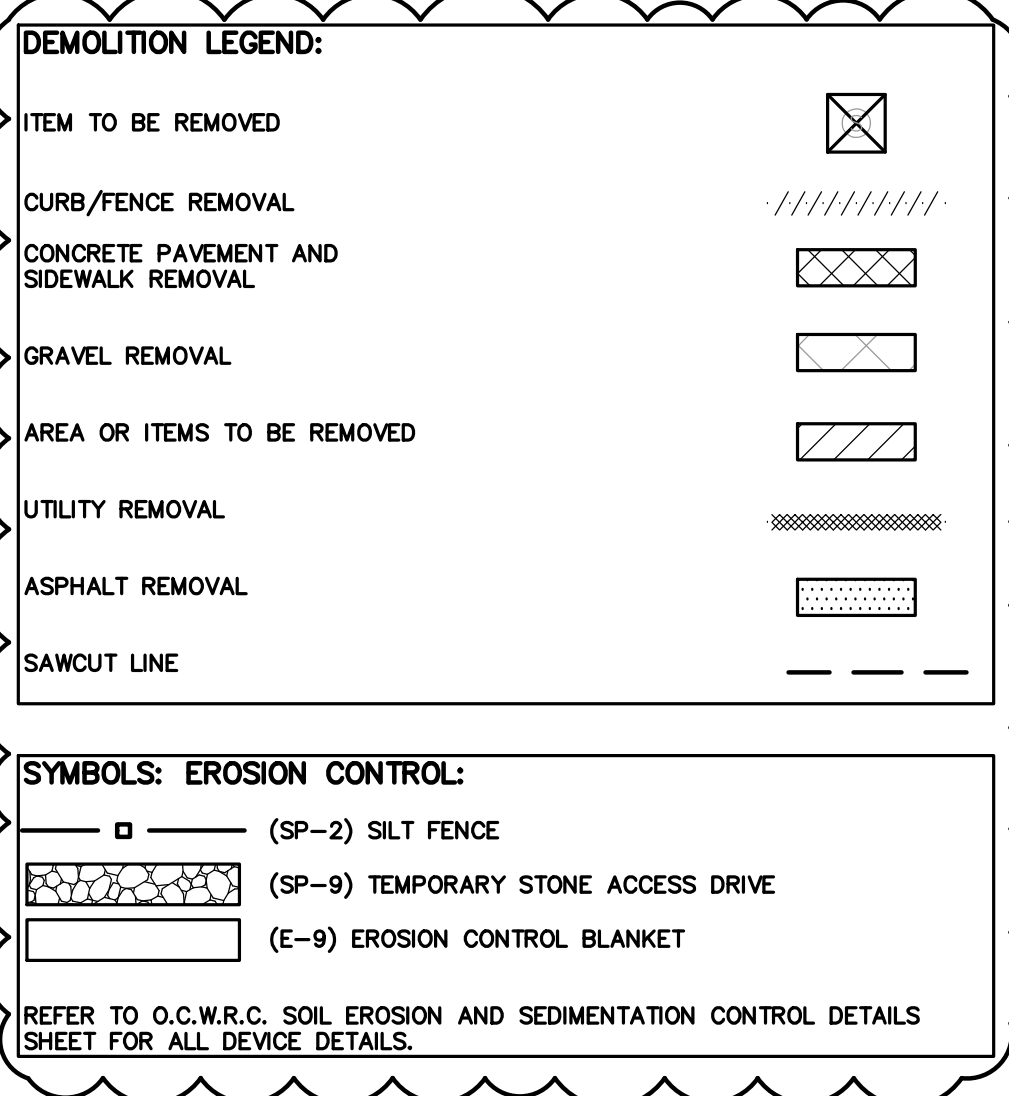 DEMOLITION LEGEND:
ITEM TO BE REMOVED
CURB/FENCE REMOVAL
CONCRETE PAVEMENT AND
SIDEWALK REMOVAL
GRAVEL REMOVAL
AREA OR ITEMS TO BE REMOVED
UTILITY REMOVAL
ASPHALT REMOVAL
SAWCUT LINE
SYMBOLS: EROSION CONTROL:
(SP-2) SILT FENCE
(SP-9) TEMPORARY STONE ACCESS DRIVE
(E-9) EROSION CONTROL BLANKET
REFER TO O.C.W.R.C. SOIL EROSION AND SEDIMENTATION CONTROL DETAILS
SHEET FOR ALL DEVICE DETAILS.